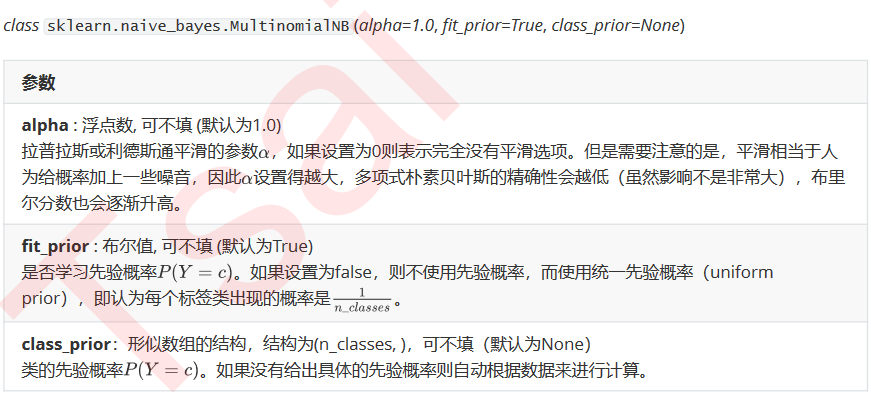 class sklearn.naive_bayes.MultinomialNB (alpha=1.0, fit_prior=True, class_prior=None)
参数
alpha : 浮点数, 可不填 (默认为1.0)
拉普拉斯或利德斯通平滑的参数α，如果设置为0则表示完全没有平滑选项。但是需要注意的是，平滑相当于人
为给概率加上一些噪音，因此α设置得越大，多项式朴素贝叶斯的精确性会越低（虽然影响不是非常大），布里
尔分数也会逐渐升高。
fit_prior : 布尔值, 可不填 (默认为True)
是否学习先验概率P(Y = c)。如果设置为false，则不使用先验概率，而使用统一先验概率（uniform
prior），即认为每个标签类出现的概率是1/n_classes。
class_prior：形似数组的结构，结构为(n_classes, )，可不填（默认为None）
类的先验概率P(Y = c)。如果没有给出具体的先验概率则自动根据数据来进行计算。
Tsai